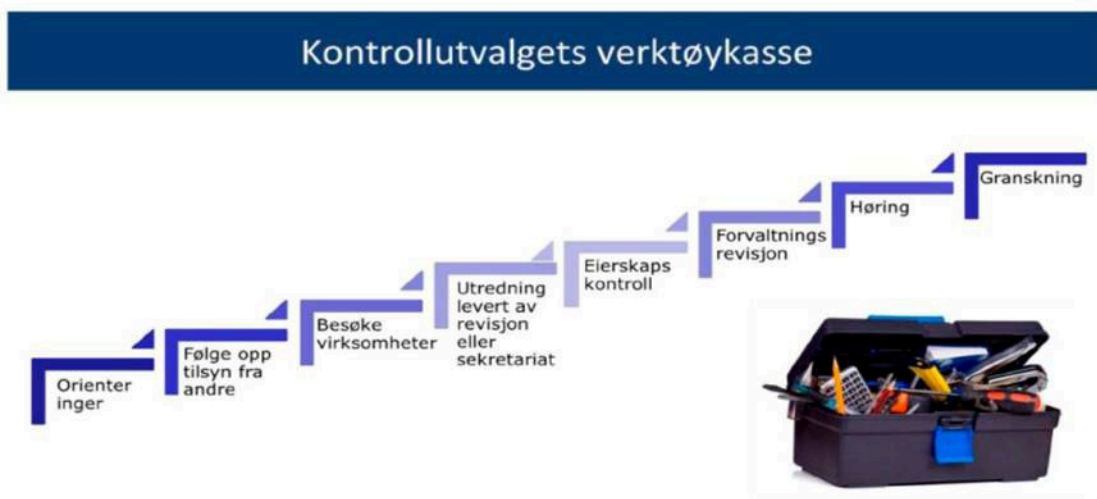 Kontrollutvalgets verktøykasse
Orienter
inger
Følge opp
tilsyn fra
andre
Besøke
virksomheter
Utredning
levert av
revisjon
eller
sekretariat
Eierskaps
kontroll
Forvaltnings
revisjon
Høring
Granskning